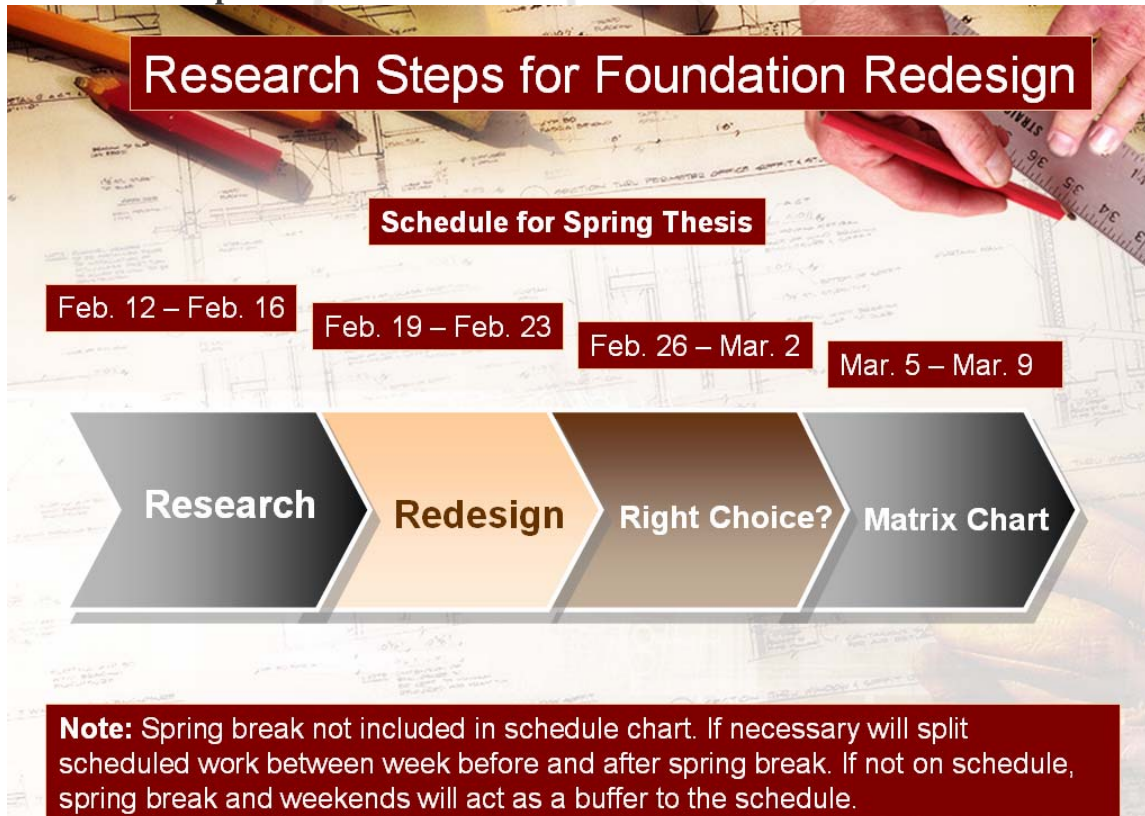 Research Steps for Foundation Redesign
Schedule for Spring Thesis
Feb. 12 – Feb. 16
Feb. 19 – Feb. 23
Feb. 26 – Mar. 2
Mar. 5 – Mar. 9
Research
Redesign
Right Choice?
Matrix Chart
Note: Spring break not included in schedule chart. If necessary will split
scheduled work between week before and after spring break. If not on schedule,
spring break and weekends will act as a buffer to the schedule.